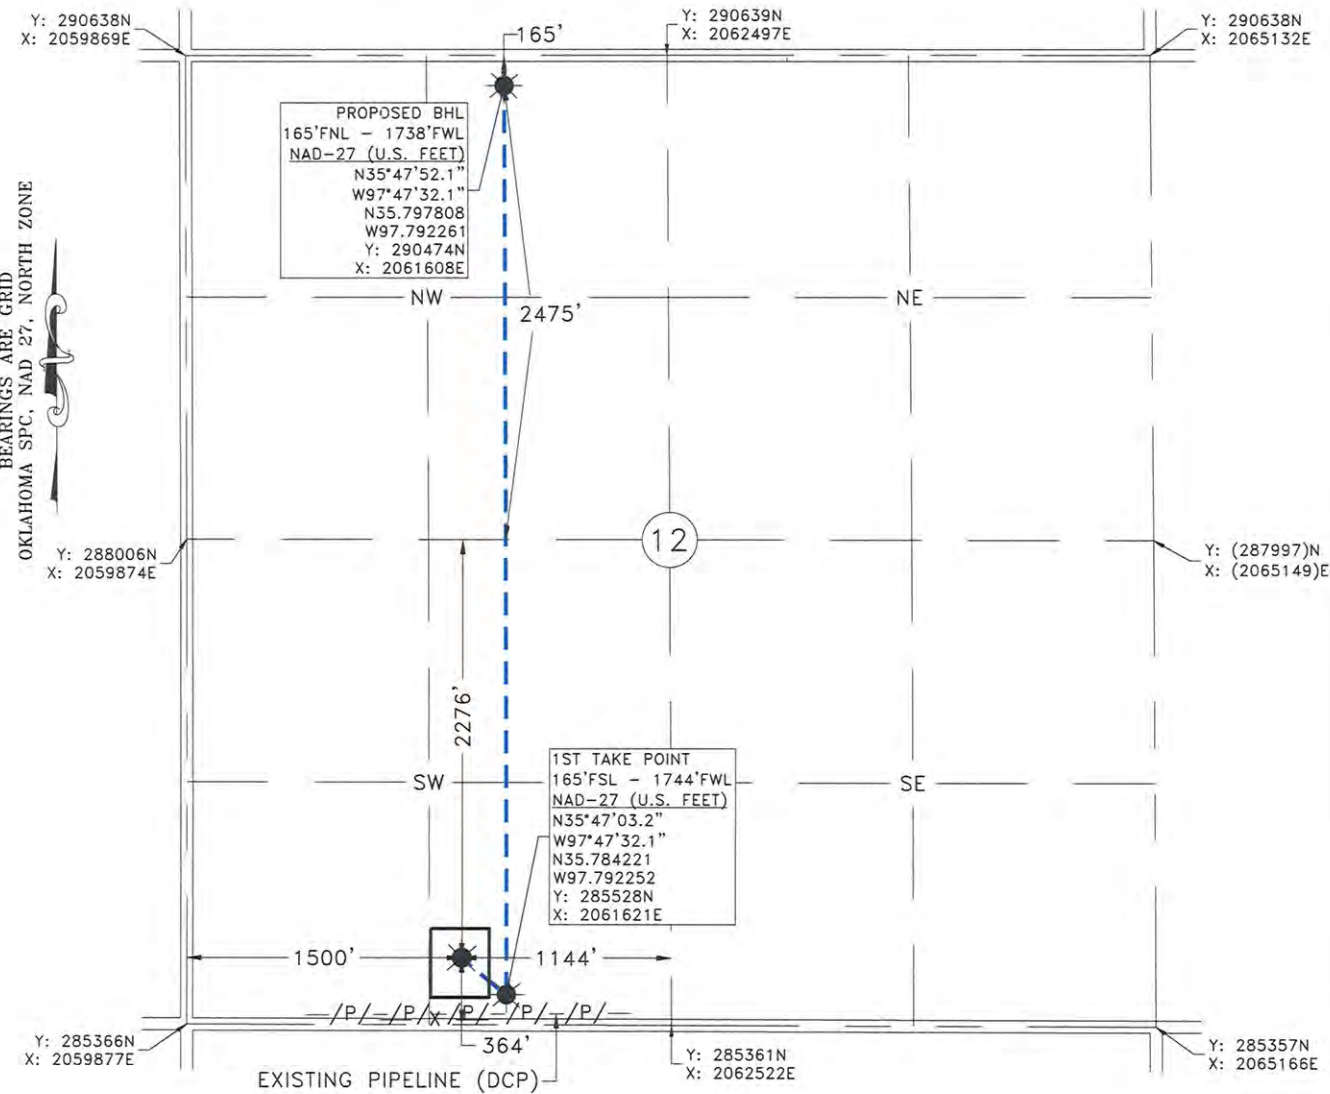 Y: 290638N
X: 2059869E
165'
Y: 290639N
X: 2062497E
Y: 290638N
X: 2065132E
PROPOSED BHL
165'FNL - 1738'FWL
NAD-27 (U.S. FEET)
N35°47'52.1"
W97°47'32.1"
N35.797808
W97.792261
Y: 290474N
X: 2061608E
BEARINGS ARE GRID
OKLAHOMA SPC, NAD 27, NORTH ZONE
NW
NE
2475'
12
Y: 288006N
X: 2059874E
Y: (287997)N
X: (2065149)E
2276'
SW
SE
1ST TAKE POINT
165'FSL - 1744'FWL
NAD-27 (U.S. FEET)
N35°47'03.2"
W97°47'32.1"
N35.784221
W97.792252
Y: 285528N
X: 2061621E
1500'
1144'
/P/-/P/X/P/-/P/-/P/
364'
Y: 285366N
X: 2059877E
EXISTING PIPELINE (DCP)
Y: 285361N
X: 2062522E
Y: 285357N
X: 2065166E